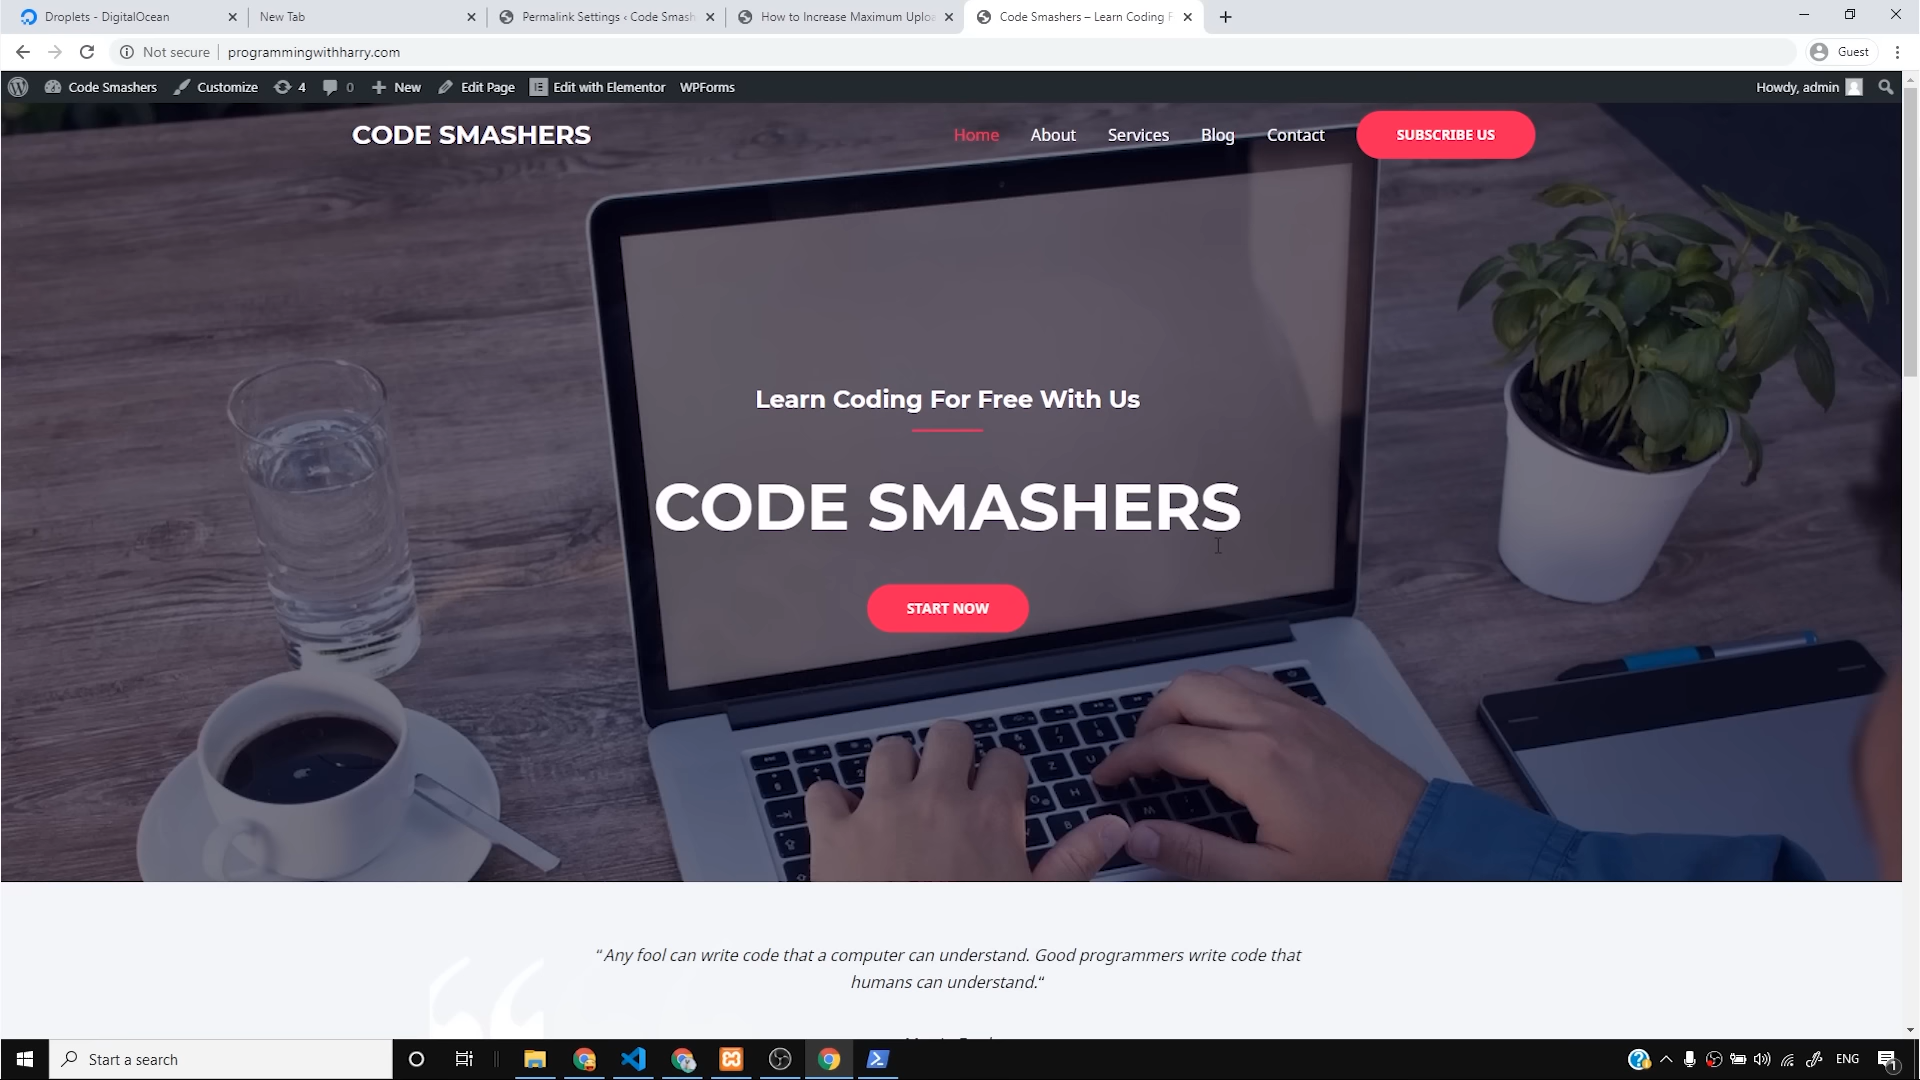 Droplets - DigitalOcean
New Tab
Permalink Settings ‹ Code Smash
How to Increase Maximum Uploa
Code Smashers – Learn Coding F
Not secure
programmingwithharry.com
Guest
Code Smashers
Customize
4
0
New
Edit Page
Edit with Elementor
WPForms
Howdy, admin
CODE SMASHERS
Home
About
Services
Blog
Contact
SUBSCRIBE US
Learn Coding For Free With Us
CODE SMASHERS
START NOW
“Any fool can write code that a computer can understand. Good programmers write code that
humans can understand.“
Start a search
ENG
1